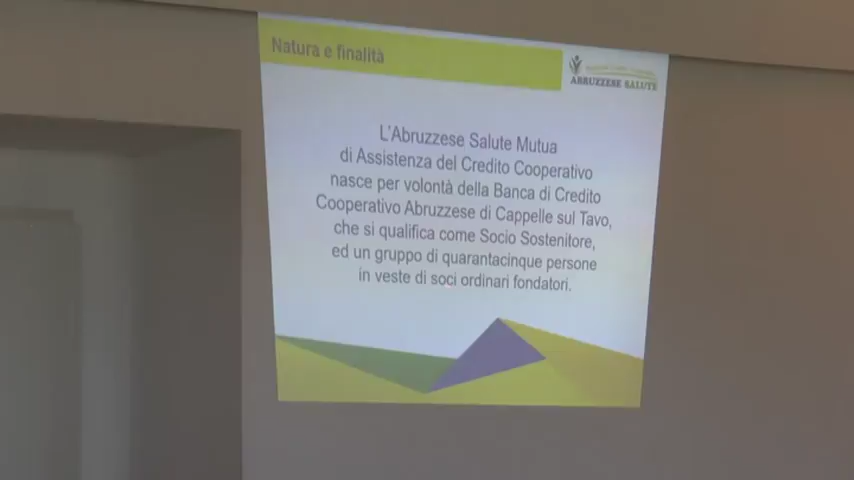 Natura e finalità
ABRUZZESE SALUTE
L'Abruzzese Salute Mutua
di Assistenza del Credito Cooperativo
nasce per volontà della Banca di Credito
Cooperativo Abruzzese di Cappelle sul Tavo,
che si qualifica come Socio Sostenitore,
ed un gruppo di quarantacinque persone
in veste di soci ordinari fondatori.